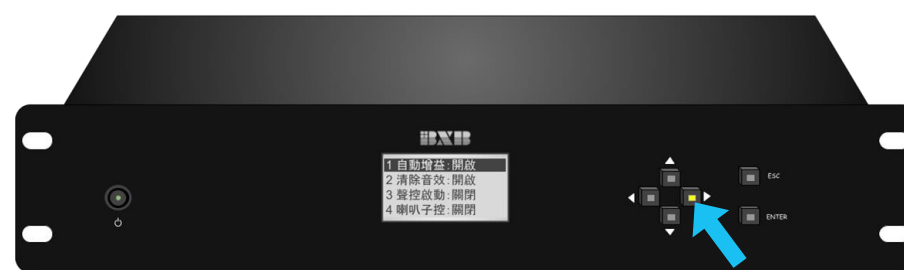 BXB
1 自動增益:開啟
2 清除音效:開啟
3 聲控啟動:關閉
4 喇叭子控:關閉
ESC
ENTER